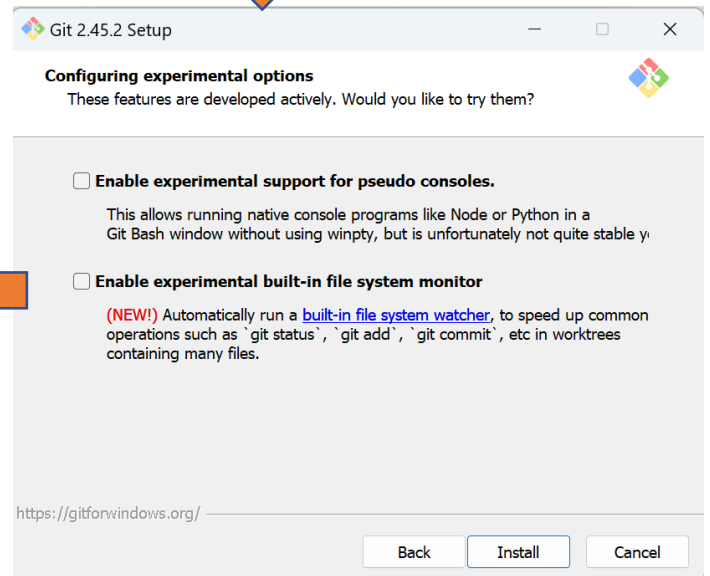 Git 2.45.2 Setup
Configuring experimental options
These features are developed actively. Would you like to try them?
Enable experimental support for pseudo consoles.
This allows running native console programs like Node or Python in a
Git Bash window without using winpty, but is unfortunately not quite stable
Enable experimental built-in file system monitor
(NEW!) Automatically run a built-in file system watcher, to speed up common
operations such as `git status`, `git add`, `git commit`, etc in worktrees
containing many files.
https://gitforwindows.org/
Back Install Cancel